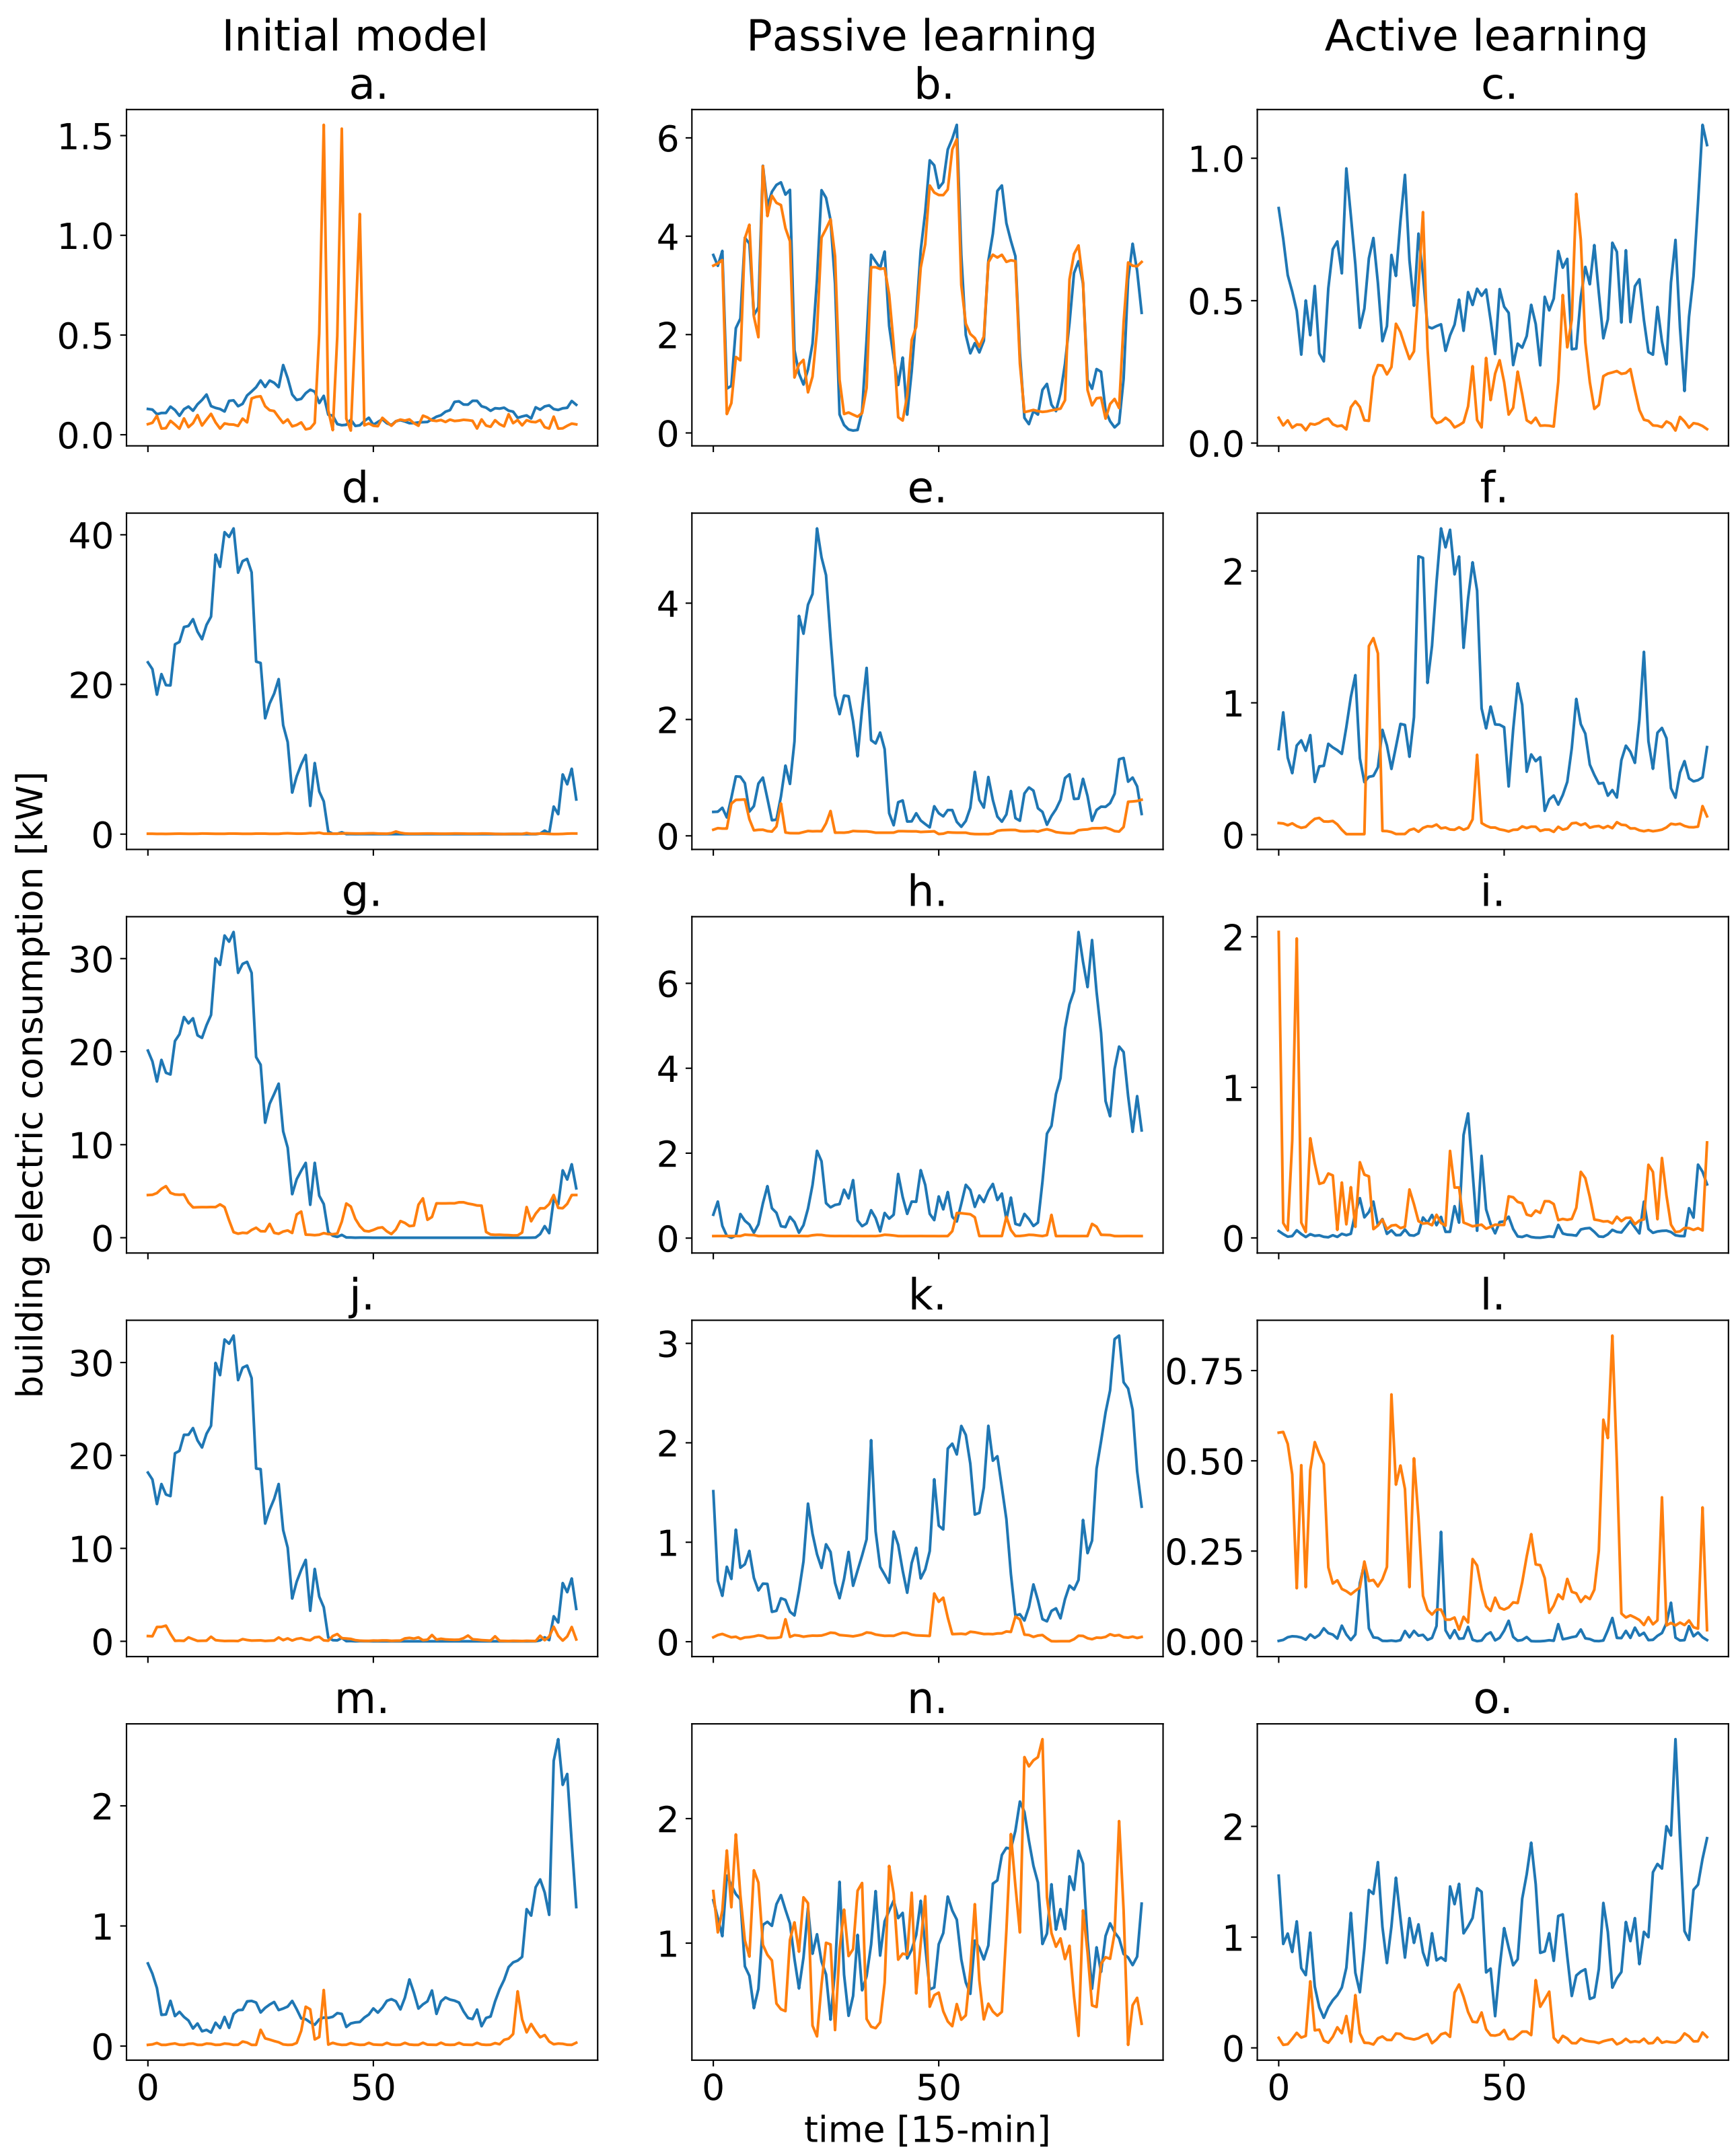 Initial model
Passive learning
Active learning
a.
b.
c.
1.5
1.0
0.5
0.0
6
4
2
0
1.0
0.5
0.0
d.
e.
f.
40
20
0
4
2
0
2
1
0
g.
h.
i.
30
20
10
0
6
4
2
0
2
1
0
j.
k.
l.
30
20
10
0
3
2
1
0
0.75
0.50
0.25
0.00
m.
n.
o.
2
1
0
2
1
2
1
0
0
50
0
50
0
50
time [15-min]
building electric consumption [kW]